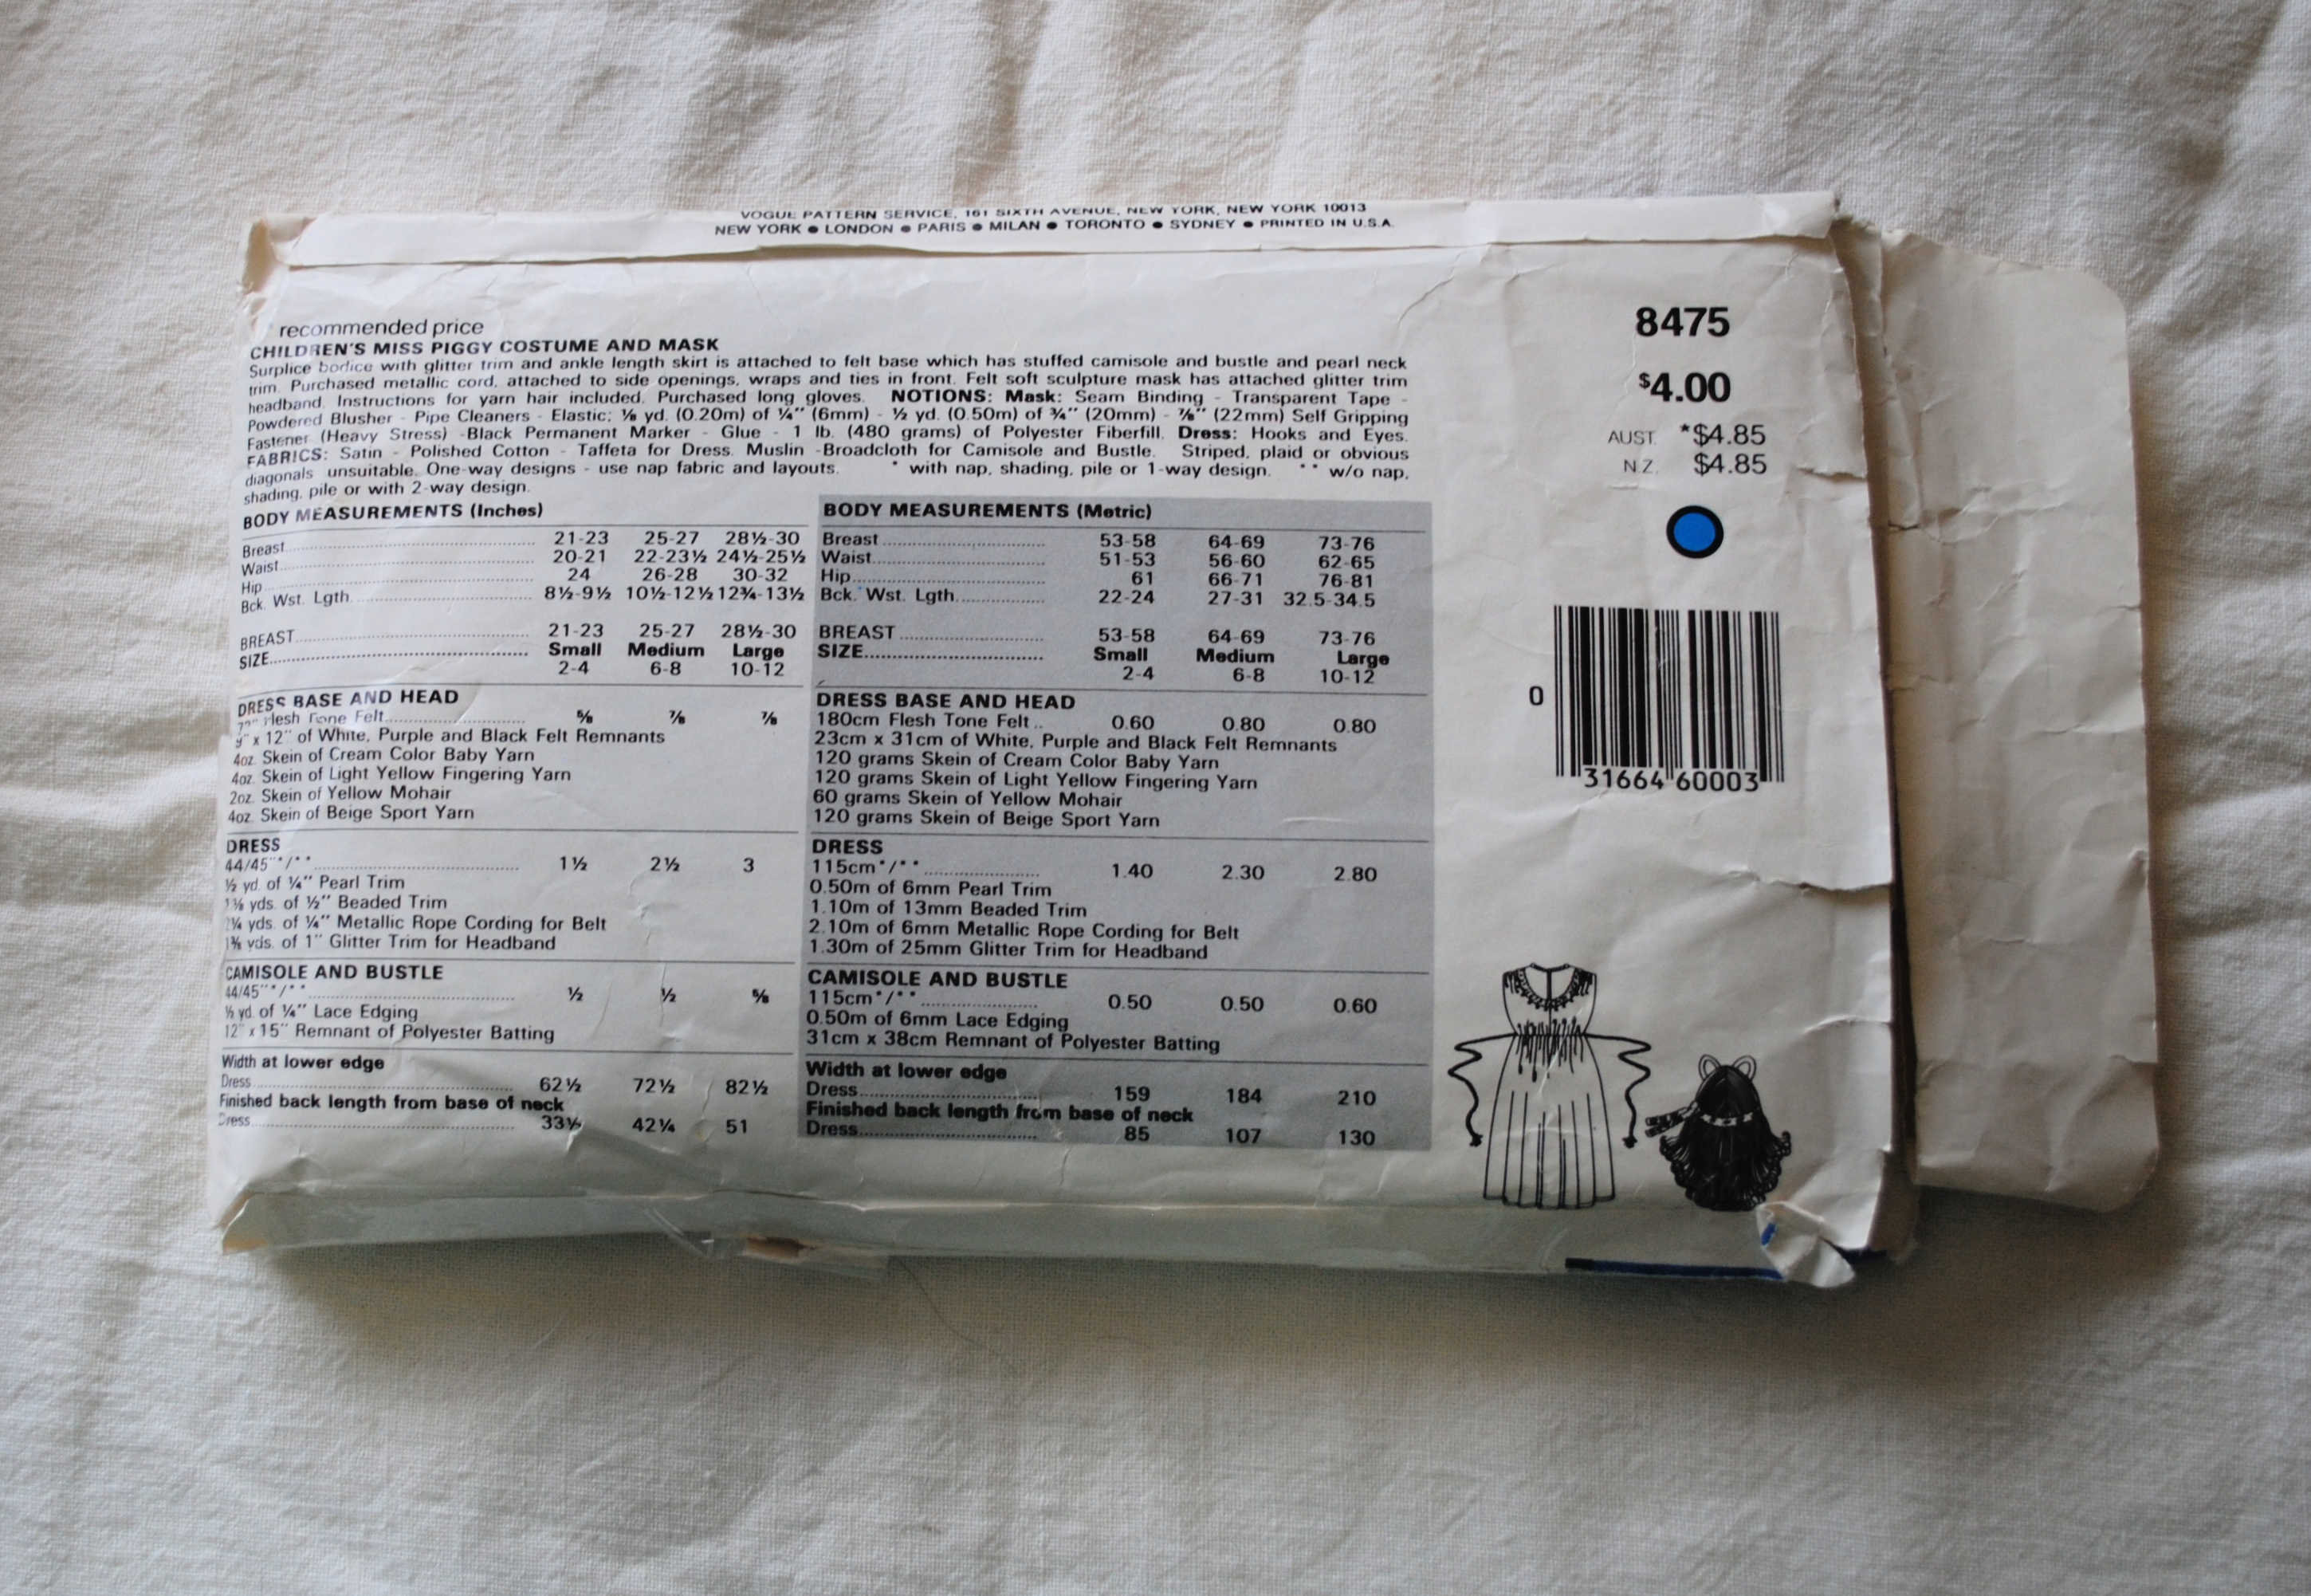 VOGUE PATTERN SERVICE, 161 SIXTH AVENUE, NEW YORK, NEW YORK 10013
NEW YORK ● LONDON ● PARIS ● MILAN ● TORONTO ● SYDNEY ● PRINTED IN U.S.A.
recommended price
CHILDREN'S MISS PIGGY COSTUME AND MASK
Surplice bodice with glitter trim and ankle length skirt is attached to felt base which has stuffed camisole and bustle and pearl neck
trim. Purchased metallic cord, attached to side openings, wraps and ties in front. Felt soft sculpture mask has attached glitter trim
headband. Instructions for yarn hair included. Purchased long gloves. NOTIONS: Mask: Seam Binding - Transparent Tape -
Powdered Blusher - Pipe Cleaners - Elastic; ⅛ yd. (0.20m) of ¼" (6mm) - ½ yd. (0.50m) of ¾" (20mm) - ⅞" (22mm) Self Gripping
Fastener (Heavy Stress) -Black Permanent Marker - Glue - 1 lb. (480 grams) of Polyester Fiberfill. Dress: Hooks and Eyes.
FABRICS: Satin - Polished Cotton - Taffeta for Dress. Muslin -Broadcloth for Camisole and Bustle. Striped, plaid or obvious
diagonals unsuitable. One-way designs - use nap fabric and layouts. * with nap, shading, pile or 1-way design. ** w/o nap,
shading, pile or with 2-way design.
BODY MEASUREMENTS (Inches)
Breast 21-23 25-27 28½-30
Waist 20-21 22-23½ 24½-25½
Hip 24 26-28 30-32
Bck. Wst. Lgth. 8½-9½ 10½-12½ 12¾-13½
BREAST 21-23 25-27 28½-30
SIZE Small Medium Large
2-4 6-8 10-12
DRESS BASE AND HEAD
Flesh Tone Felt ⅝ ⅞ ⅞
9" x 12" of White, Purple and Black Felt Remnants
4oz. Skein of Cream Color Baby Yarn
4oz. Skein of Light Yellow Fingering Yarn
2oz. Skein of Yellow Mohair
4oz. Skein of Beige Sport Yarn
DRESS
44/45"*/** 1½ 2½ 3
½ yd. of ¼" Pearl Trim
1⅛ yds. of ½" Beaded Trim
2¼ yds. of ¼" Metallic Rope Cording for Belt
1⅜ yds. of 1" Glitter Trim for Headband
CAMISOLE AND BUSTLE
44/45"*/** ½ ½ ⅝
½ yd. of ¼" Lace Edging
12" x 15" Remnant of Polyester Batting
Width at lower edge
Dress 62½ 72½ 82½
Finished back length from base of neck
Dress 42¼ 51
BODY MEASUREMENTS (Metric)
Breast 53-58 64-69 73-76
Waist 51-53 56-60 62-65
Hip 61 66-71 76-81
Bck. Wst. Lgth. 22-24 27-31 32.5-34.5
BREAST 53-58 64-69 73-76
SIZE Small Medium Large
2-4 6-8 10-12
DRESS BASE AND HEAD
180cm Flesh Tone Felt 0.60 0.80 0.80
23cm x 31cm of White, Purple and Black Felt Remnants
120 grams Skein of Cream Color Baby Yarn
120 grams Skein of Light Yellow Fingering Yarn
60 grams Skein of Yellow Mohair
120 grams Skein of Beige Sport Yarn
DRESS
115cm*/** 1.40 2.30 2.80
0.50m of 6mm Pearl Trim
1.10m of 13mm Beaded Trim
2.10m of 6mm Metallic Rope Cording for Belt
1.30m of 25mm Glitter Trim for Headband
CAMISOLE AND BUSTLE
115cm*/** 0.50 0.50 0.60
0.50m of 6mm Lace Edging
31cm x 38cm Remnant of Polyester Batting
Width at lower edge
Dress 159 184 210
Finished back length from base of neck
Dress 85 107 130
8475
$4.00
AUST. *$4.85
N.Z. $4.85
0 31664 60003